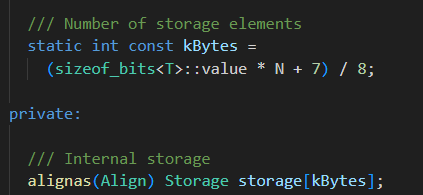 /// Number of storage elements
static int const kBytes =
(sizeof_bits<T>::value * N + 7) / 8;
private:
/// Internal storage
alignas(Align) Storage storage[kBytes];